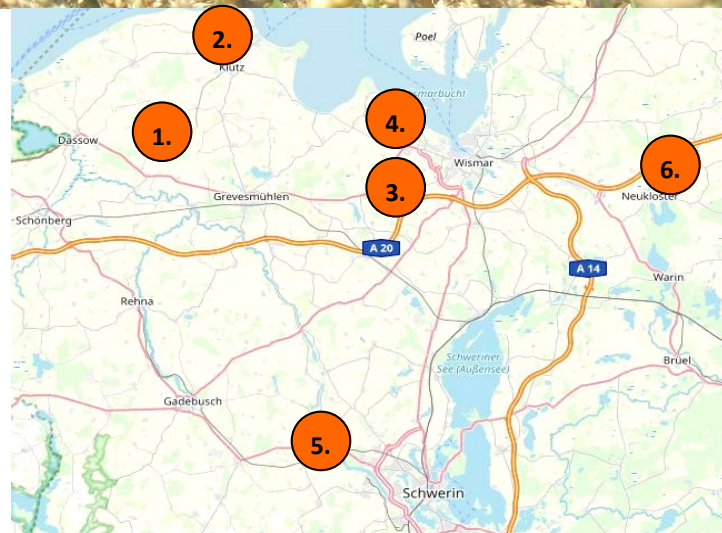 2.
Poel
Klütz
4.
smarbucht
1.
Dassow
Wismar
6.
3.
Grevesmühlen
Neukloster
Schönberg
A 20
A 14
Warin
Rehna
Schweriner
See (Außensee)
Brüel
Gadebusch
5.
Schwerin